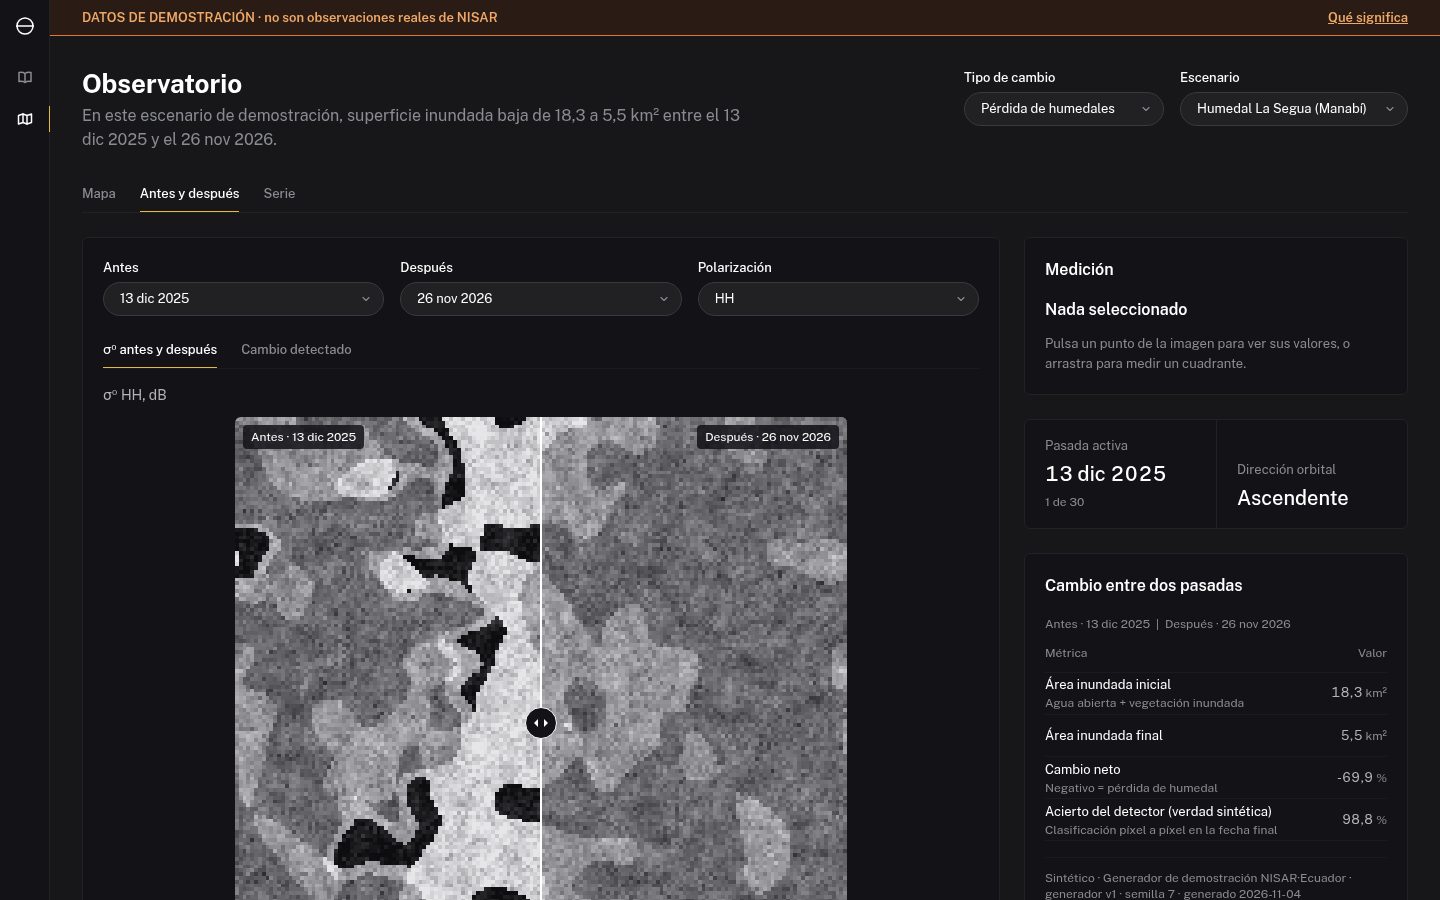 DATOS DE DEMOSTRACIÓN · no son observaciones reales de NISAR
Qué significa
Observatorio
En este escenario de demostración, superficie inundada baja de 18,3 a 5,5 km² entre el 13
dic 2025 y el 26 nov 2026.
Tipo de cambio
Pérdida de humedales
Escenario
Humedal La Segua (Manabí)
Mapa
Antes y después
Serie
Antes
13 dic 2025
Después
26 nov 2026
Polarización
HH
σ⁰ antes y después
Cambio detectado
σ⁰ HH, dB
Antes · 13 dic 2025
Después · 26 nov 2026
Medición
Nada seleccionado
Pulsa un punto de la imagen para ver sus valores, o
arrastra para medir un cuadrante.
Pasada activa
13 dic 2025
1 de 30
Dirección orbital
Ascendente
Cambio entre dos pasadas
Antes · 13 dic 2025 | Después · 26 nov 2026
Métrica Valor
Área inundada inicial
Agua abierta + vegetación inundada
18,3 km²
Área inundada final
5,5 km²
Cambio neto
Negativo = pérdida de humedal
-69,9 %
Acierto del detector (verdad sintética)
Clasificación píxel a píxel en la fecha final
98,8 %
Sintético · Generador de demostración NISAR·Ecuador ·
generador v1 · semilla 7 · generado 2026-11-04